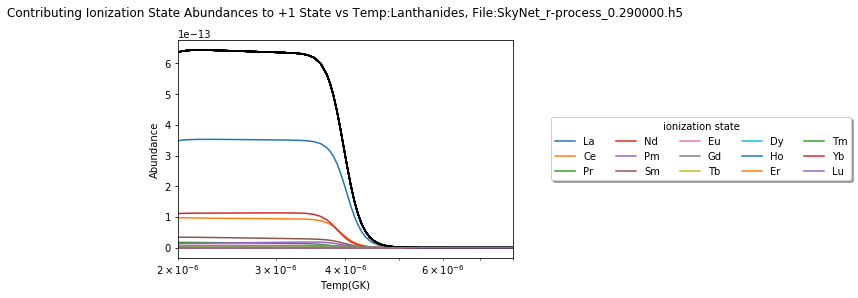 Contributing Ionization State Abundances to +1 State vs Temp:Lanthanides, File:SkyNet_r-process_0.290000.h5
1e−13
6
5
4
3
2
1
0
Abundance
2 × 10⁻⁶ 3 × 10⁻⁶ 4 × 10⁻⁶ 6 × 10⁻⁶
Temp(GK)
ionization state
La Nd Eu Dy Tm
Ce Pm Gd Ho Yb
Pr Sm Tb Er Lu